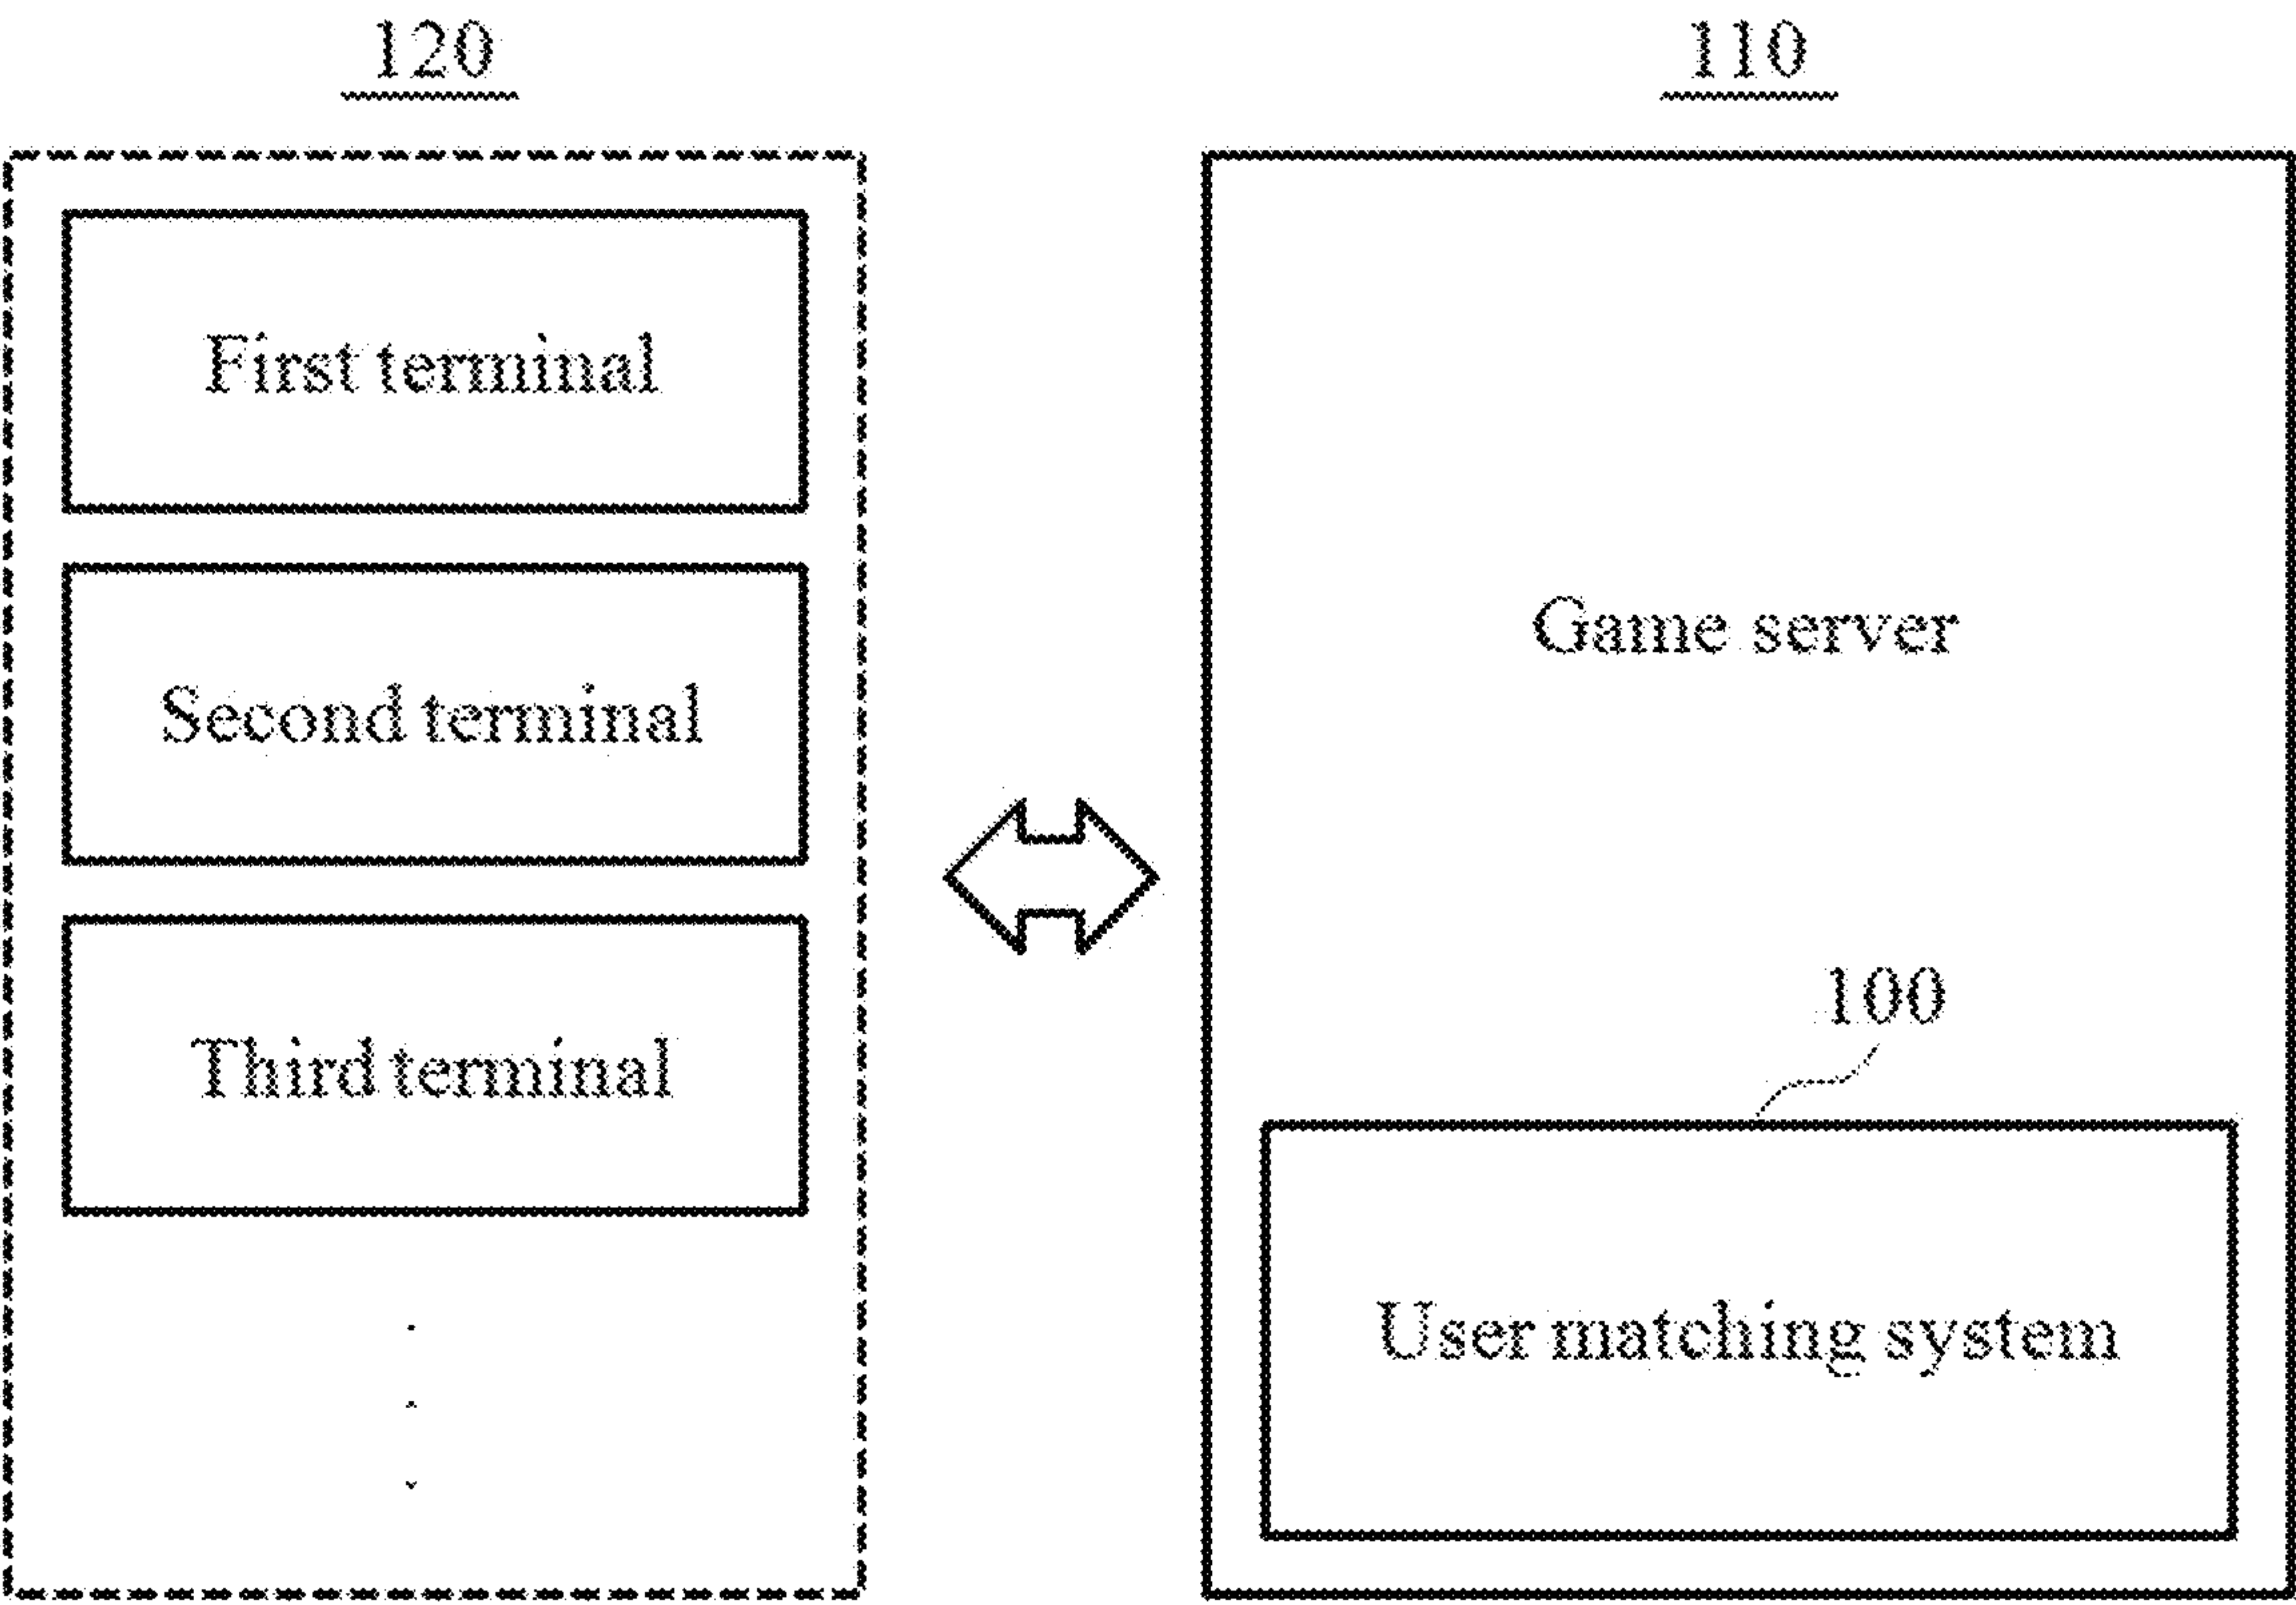 120
First terminal
Second terminal
Third terminal
110
Game server
100
User matching system